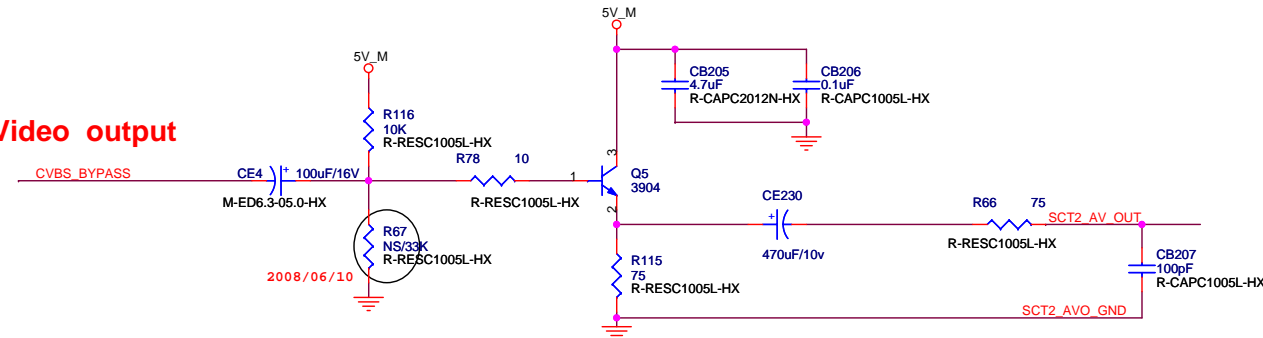 5V_M
5V_M
CB205
4.7uF
R-CAPC2012N-HX
CB206
0.1uF
R-CAPC1005L-HX
Video output
R116
10K
R-RESC1005L-HX
R78 10
3
CVBS_BYPASS
CE4
+
100uF/16V
1
Q5
3904
M-ED6.3-05.0-HX
R-RESC1005L-HX
2
CE230
+
470uF/10v
R66 75
SCT2_AV_OUT
R-RESC1005L-HX
R67
NS/33K
R-RESC1005L-HX
2008/06/10
R115
75
R-RESC1005L-HX
CB207
100pF
R-CAPC1005L-HX
SCT2_AVO_GND